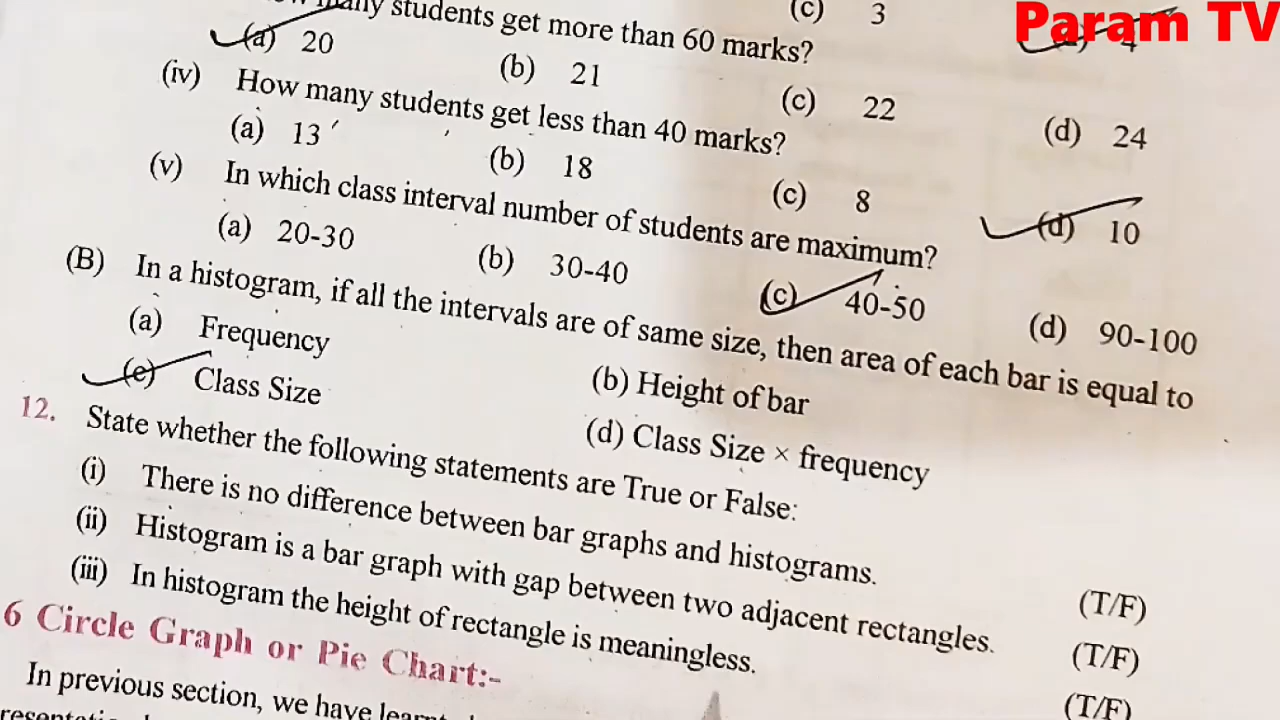 (c) 3
Param TV
many students get more than 60 marks?
(a) 20 (b) 21 (c) 22 (d) 24
(iv) How many students get less than 40 marks?
(a) 13 (b) 18 (c) 8 (d) 10
(v) In which class interval number of students are maximum?
(a) 20-30 (b) 30-40 (c) 40-50 (d) 90-100
(B) In a histogram, if all the intervals are of same size, then area of each bar is equal to
(a) Frequency (b) Height of bar
(c) Class Size (d) Class Size × frequency
12. State whether the following statements are True or False:
(i) There is no difference between bar graphs and histograms. (T/F)
(ii) Histogram is a bar graph with gap between two adjacent rectangles. (T/F)
(iii) In histogram the height of rectangle is meaningless. (T/F)
6 Circle Graph or Pie Chart:-
In previous section, we have